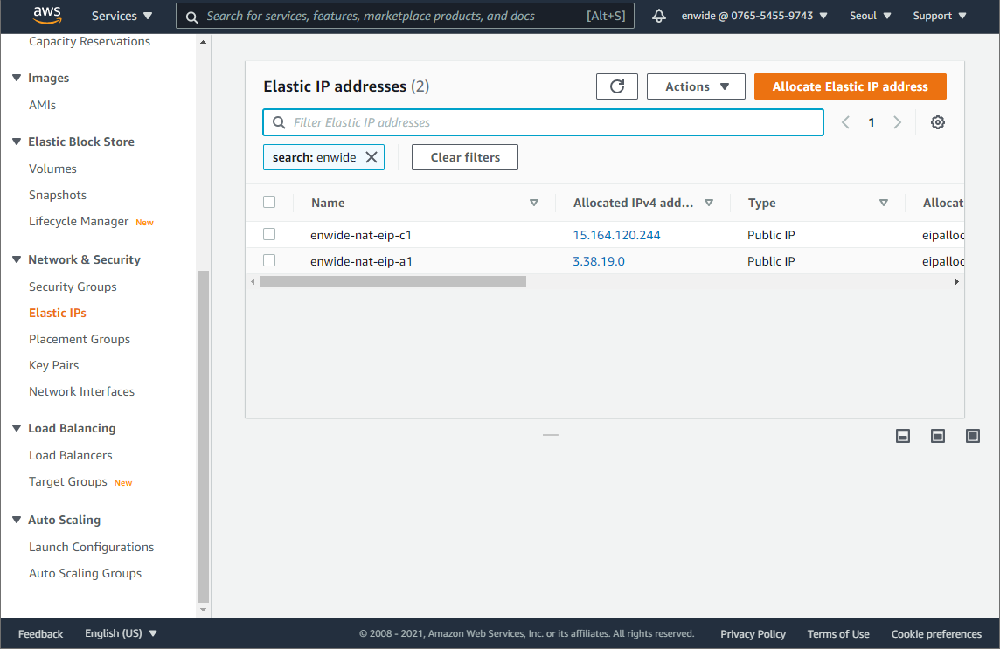 aws Services Search for services, features, marketplace products, and docs [Alt+S] enwide @ 0765-5455-9743 Seoul Support
Capacity Reservations
Images
AMIs
Elastic Block Store
Volumes
Snapshots
Lifecycle Manager New
Network & Security
Security Groups
Elastic IPs
Placement Groups
Key Pairs
Network Interfaces
Load Balancing
Load Balancers
Target Groups New
Auto Scaling
Launch Configurations
Auto Scaling Groups
Elastic IP addresses (2) Actions Allocate Elastic IP address
Filter Elastic IP addresses 1
search: enwide Clear filters
Name Allocated IPv4 add... Type Allocat
enwide-nat-eip-c1 15.164.120.244 Public IP eipalloc
enwide-nat-eip-a1 3.38.19.0 Public IP eipalloc
Feedback English (US) © 2008 - 2021, Amazon Web Services, Inc. or its affiliates. All rights reserved. Privacy Policy Terms of Use Cookie preferences